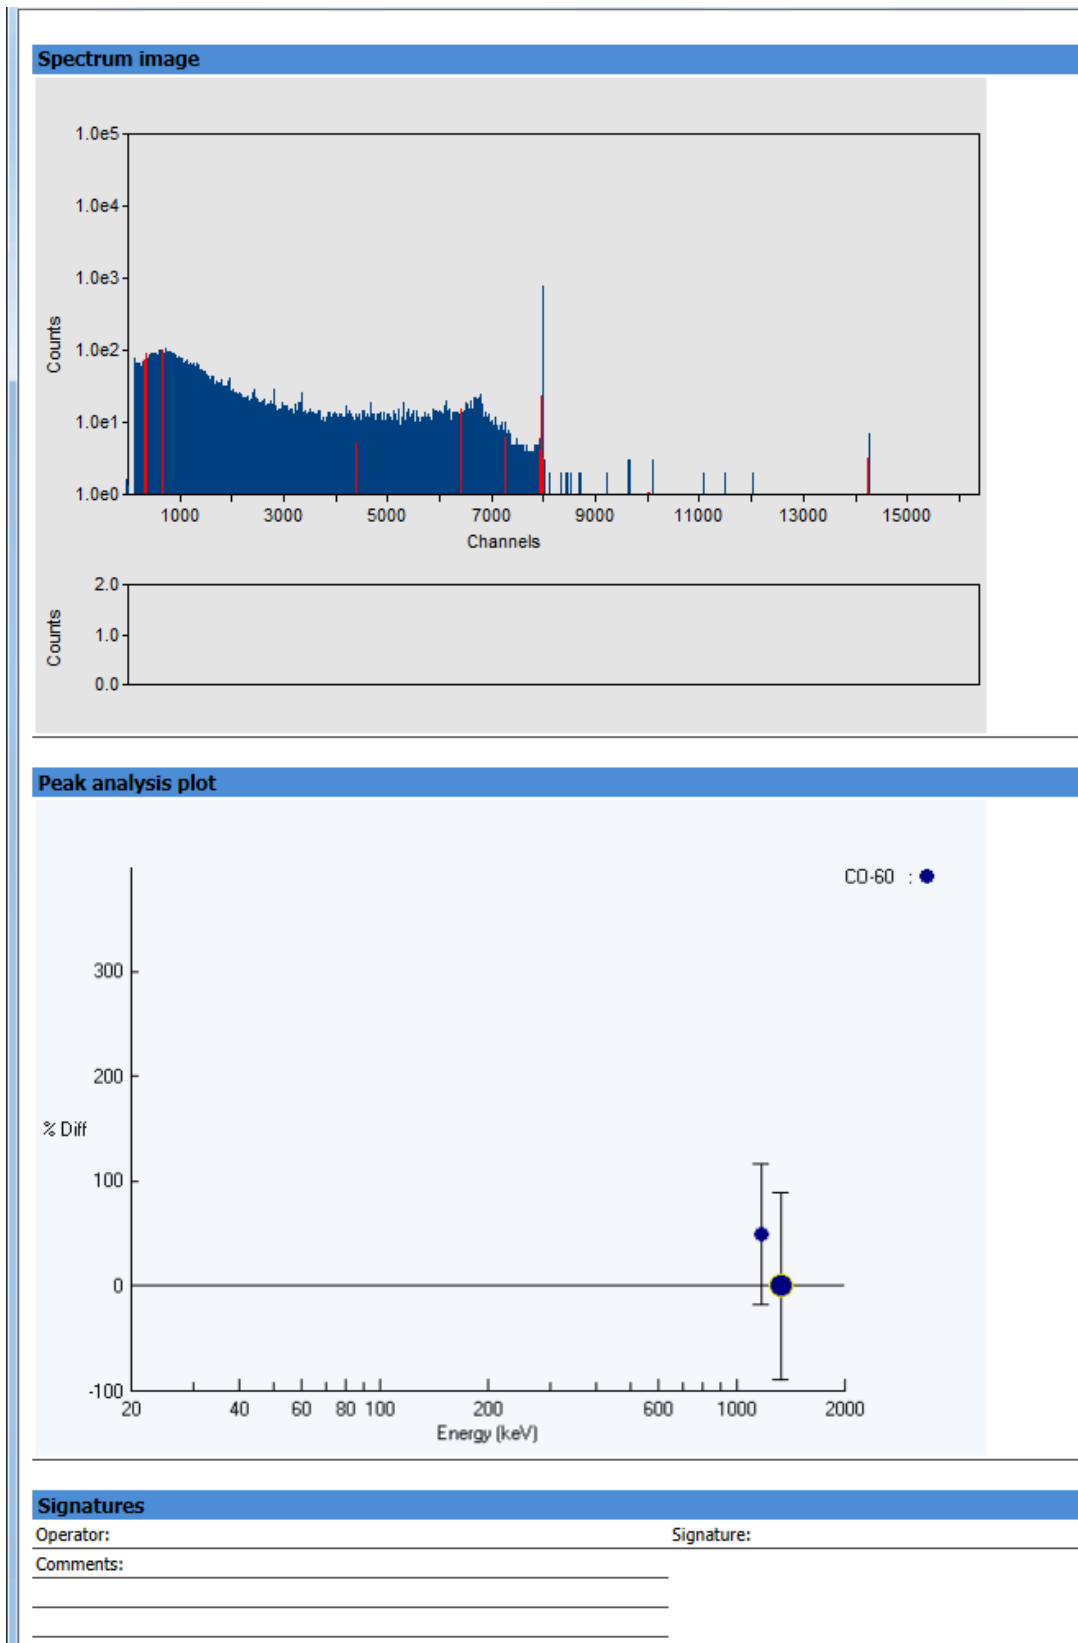 Spectrum image
1.0e5
1.0e4
1.0e3
1.0e2
1.0e1
1.0e0
Counts
1000 3000 5000 7000 9000 11000 13000 15000
Channels
2.0
1.0
0.0
Counts
Peak analysis plot
CO-60 :
300
200
% Diff
100
0
-100
20 40 60 80 100 200 600 1000 2000
Energy (keV)
Signatures
Operator: Signature:
Comments: